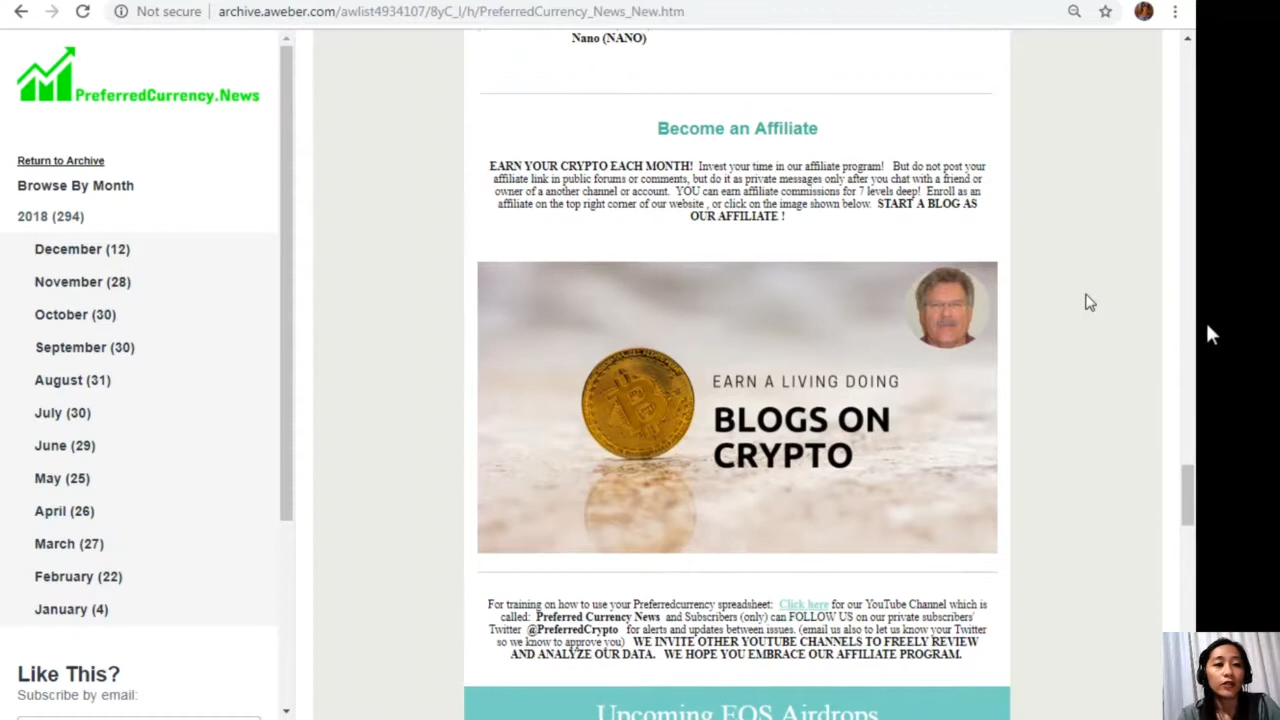 Not secure
archive.aweber.com/awlist4934107/8yC_l/h/PreferredCurrency_News_New.htm
PreferredCurrency.News
Return to Archive
Browse By Month
2018 (294)
December (12)
November (28)
October (30)
September (30)
August (31)
July (30)
June (29)
May (25)
April (26)
March (27)
February (22)
January (4)
Like This?
Subscribe by email:
Nano (NANO)
Become an Affiliate
EARN YOUR CRYPTO EACH MONTH! Invest your time in our affiliate program! But do not post your
affiliate link in public forums or comments, but do it as private messages only after you chat with a friend or
owner of a another channel or account. YOU can earn affiliate commissions for 7 levels deep! Enroll as an
affiliate on the top right corner of our website , or click on the image shown below. START A BLOG AS
OUR AFFILIATE !
EARN A LIVING DOING
BLOGS ON
CRYPTO
For training on how to use your Preferredcurrency spreadsheet: Click here for our YouTube Channel which is
called: Preferred Currency News and Subscribers (only) can FOLLOW US on our private subscribers'
Twitter @PreferredCrypto for alerts and updates between issues. (email us also to let us know your Twitter
so we know to approve you) WE INVITE OTHER YOUTUBE CHANNELS TO FREELY REVIEW
AND ANALYZE OUR DATA. WE HOPE YOU EMBRACE OUR AFFILIATE PROGRAM.
Upcoming EOS Airdrops